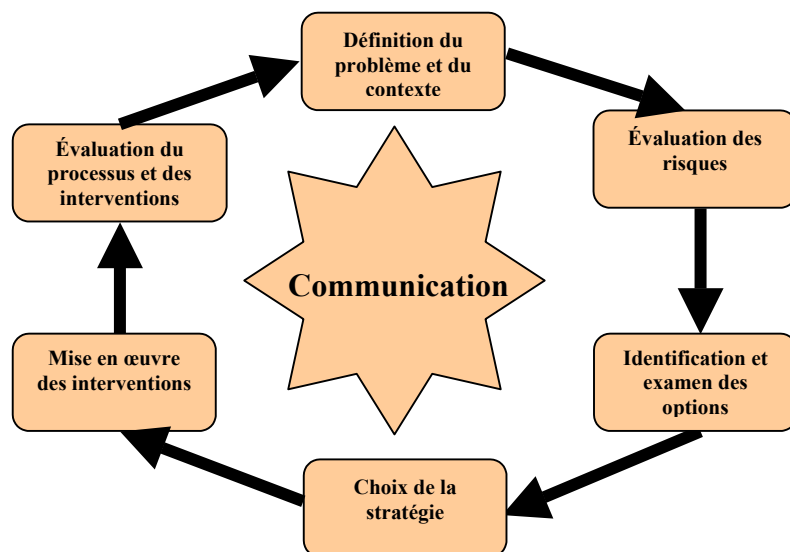 Définition du
problème et du
contexte
Évaluation des
risques
Identification et
examen des
options
Choix de la
stratégie
Mise en œuvre
des interventions
Évaluation du
processus et des
interventions
Communication